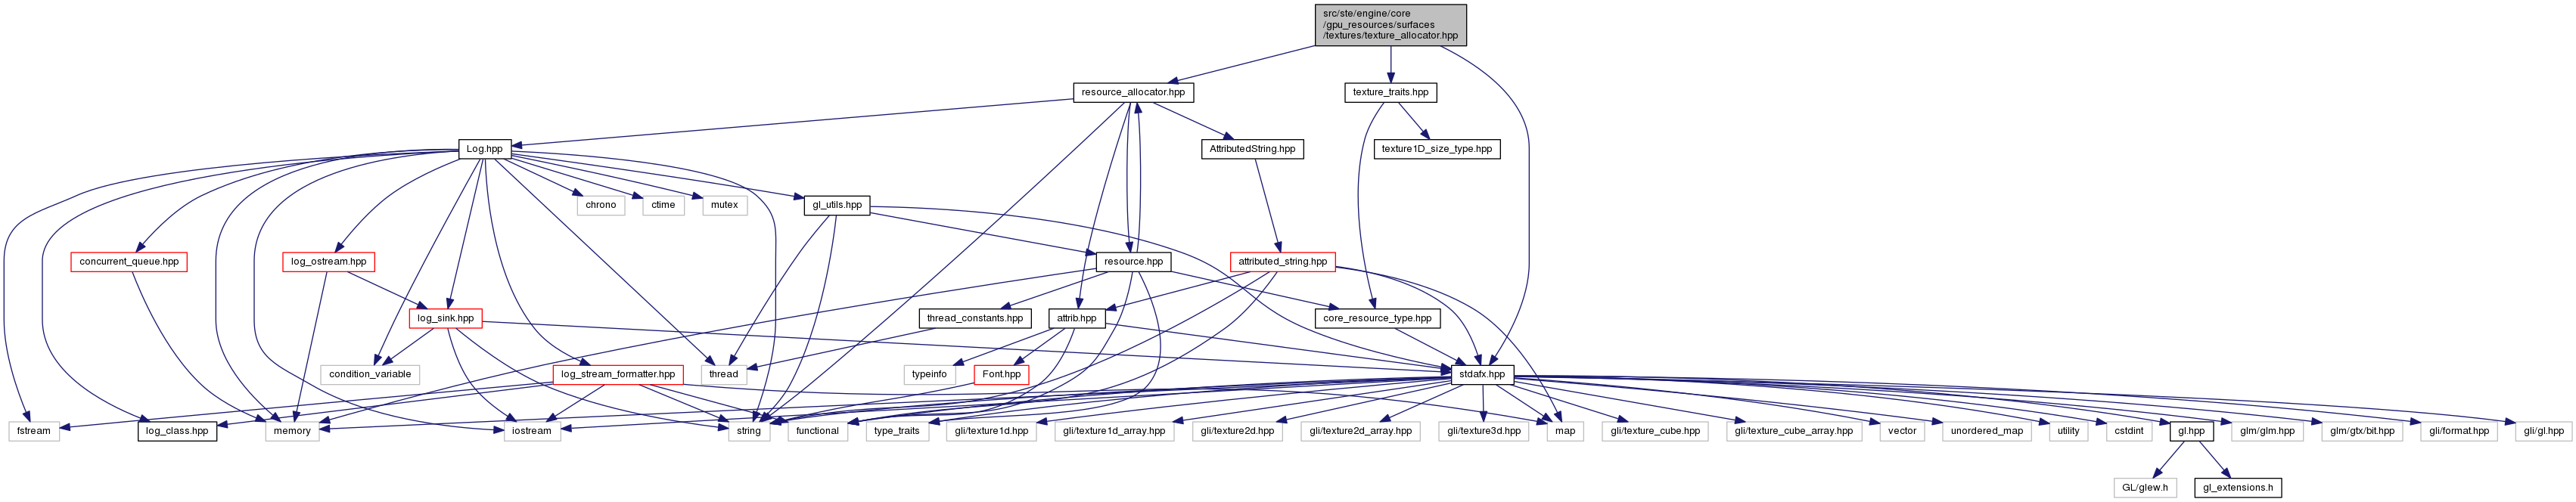 src/ste/engine/core
/gpu_resources/surfaces
/textures/texture_allocator.hpp
resource_allocator.hpp
texture_traits.hpp
Log.hpp
AttributedString.hpp
texture1D_size_type.hpp
chrono
ctime
mutex
gl_utils.hpp
concurrent_queue.hpp
log_ostream.hpp
resource.hpp
attributed_string.hpp
log_sink.hpp
thread_constants.hpp
attrib.hpp
core_resource_type.hpp
condition_variable
log_stream_formatter.hpp
thread
typeinfo
Font.hpp
stdafx.hpp
fstream
log_class.hpp
memory
iostream
string
functional
type_traits
gli/texture1d.hpp
gli/texture1d_array.hpp
gli/texture2d.hpp
gli/texture2d_array.hpp
gli/texture3d.hpp
map
gli/texture_cube.hpp
gli/texture_cube_array.hpp
vector
unordered_map
utility
cstdint
gl.hpp
glm/glm.hpp
glm/gtx/bit.hpp
gli/format.hpp
gli/gl.hpp
GL/glew.h
gl_extensions.h